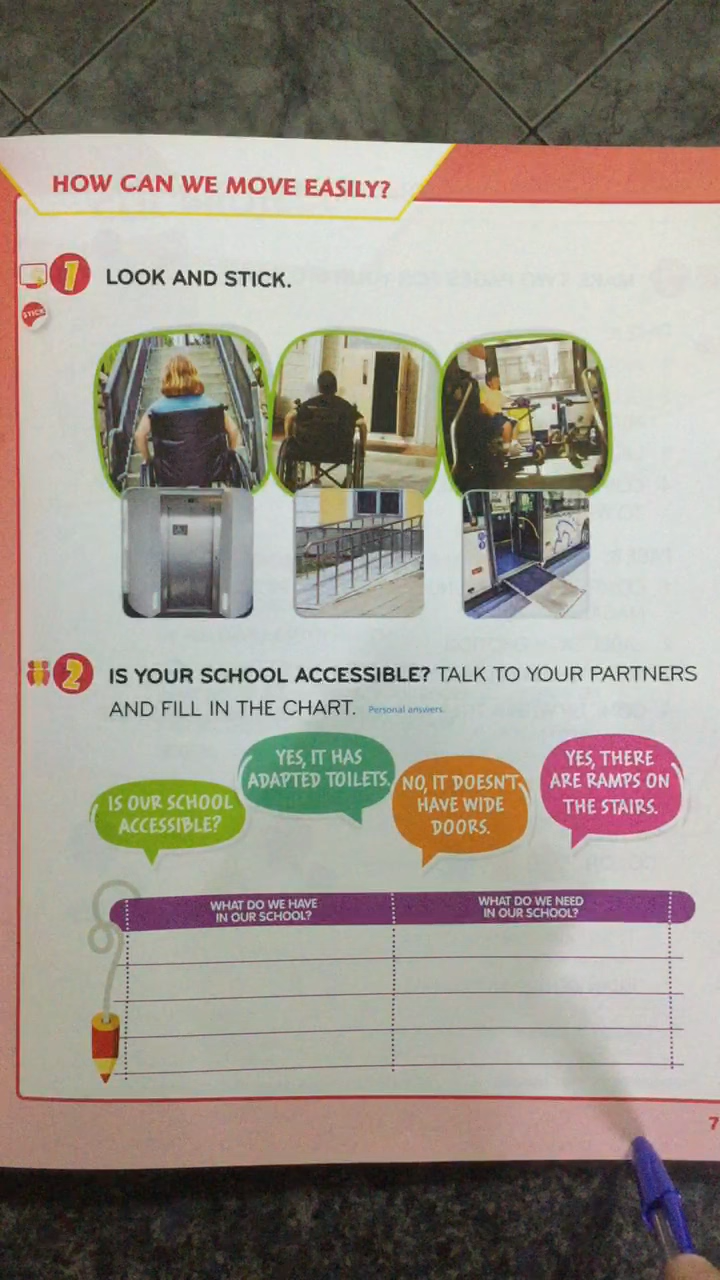 HOW CAN WE MOVE EASILY?
1 LOOK AND STICK.
STICK
2 IS YOUR SCHOOL ACCESSIBLE? TALK TO YOUR PARTNERS
AND FILL IN THE CHART. Personal answers.
IS OUR SCHOOL
ACCESSIBLE?
YES, IT HAS
ADAPTED TOILETS.
NO, IT DOESN'T
HAVE WIDE
DOORS.
YES, THERE
ARE RAMPS ON
THE STAIRS.
WHAT DO WE HAVE
IN OUR SCHOOL?
WHAT DO WE NEED
IN OUR SCHOOL?
7